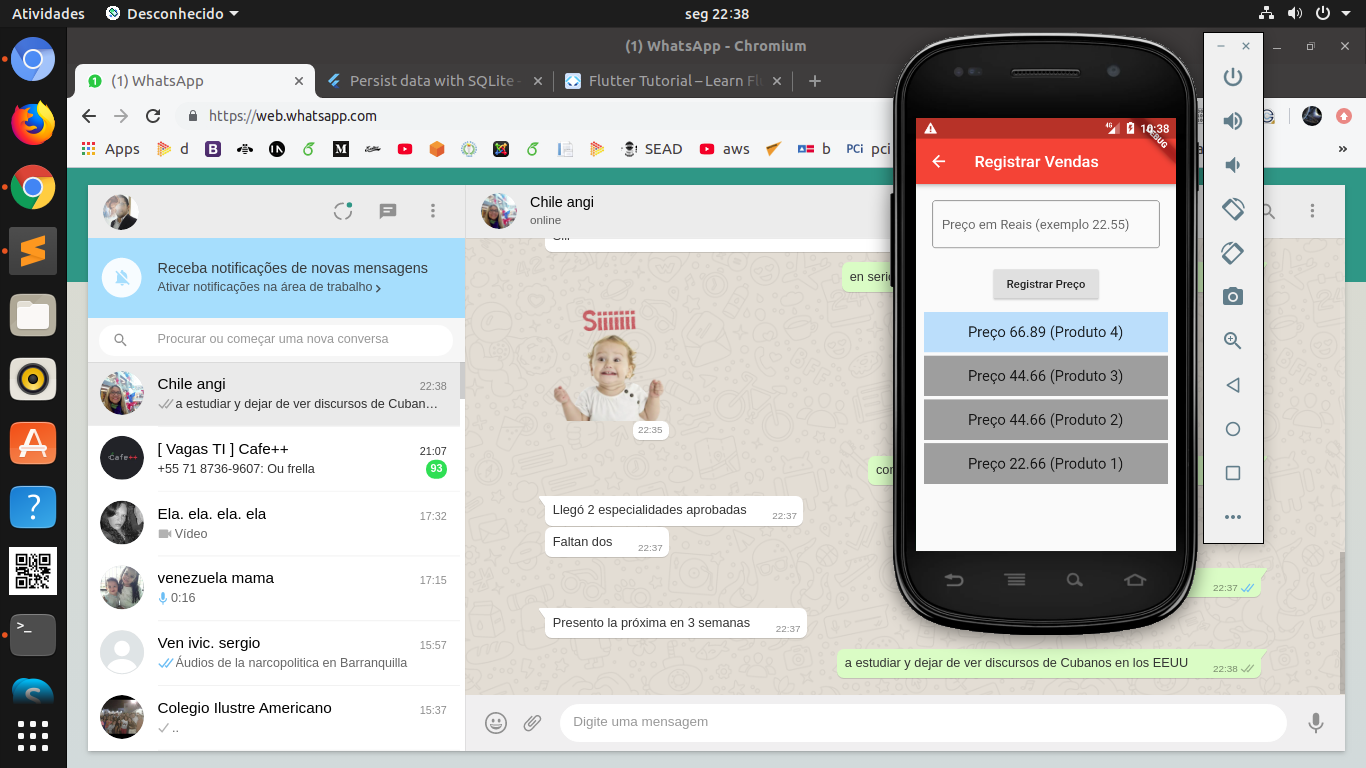 Atividades
Desconhecido
seg 22:38
(1) WhatsApp - Chromium
(1) WhatsApp
Persist data with SQLite
Flutter Tutorial – Learn Fl
https://web.whatsapp.com
Apps
d
SEAD
aws
b
PCi pci
»
Receba notificações de novas mensagens
Ativar notificações na área de trabalho
Procurar ou começar uma nova conversa
Chile angi
22:38
a estudiar y dejar de ver discursos de Cuban…
[ Vagas TI ] Cafe++
21:07
+55 71 8736-9607: Ou frella
93
Cafe++
Ela. ela. ela. ela
17:32
Vídeo
venezuela mama
17:15
0:16
Ven ivic. sergio
15:57
Áudios de la narcopolitica en Barranquilla
Colegio Ilustre Americano
15:37
..
Chile angi
online
en serio
Siiiiiii
22:35
Llegó 2 especialidades aprobadas
22:37
Faltan dos
22:37
22:37
Presento la próxima en 3 semanas
22:37
a estudiar y dejar de ver discursos de Cubanos en los EEUU
22:38
Digite uma mensagem
4G
10:38
DEBUG
Registrar Vendas
Preço em Reais (exemplo 22.55)
Registrar Preço
Preço 66.89 (Produto 4)
Preço 44.66 (Produto 3)
Preço 44.66 (Produto 2)
Preço 22.66 (Produto 1)